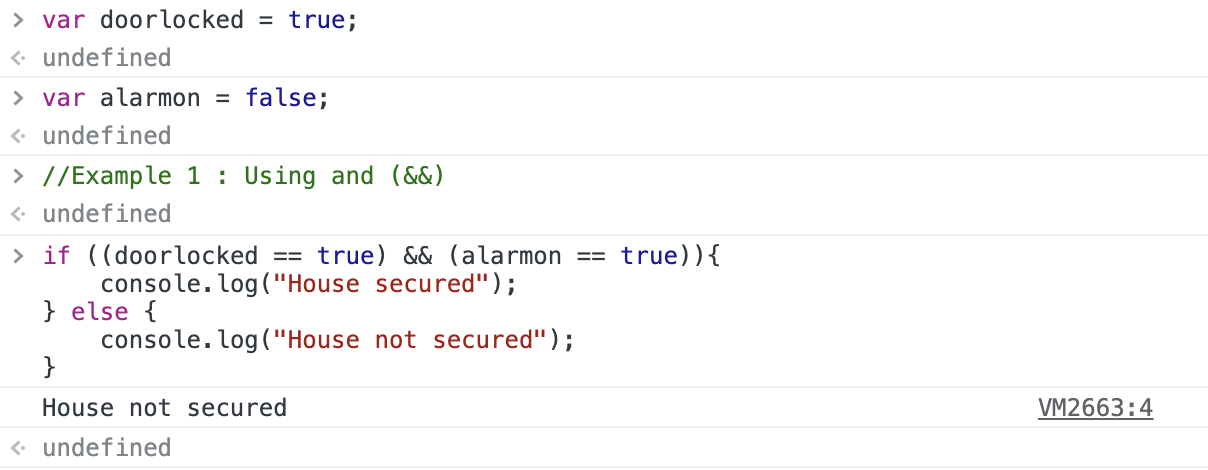 > var doorlocked = true;
<· undefined
> var alarmon = false;
<· undefined
> //Example 1 : Using and (&&)
<· undefined
> if ((doorlocked == true) && (alarmon == true)){
    console.log("House secured");
} else {
    console.log("House not secured");
}
House not secured VM2663:4
<· undefined